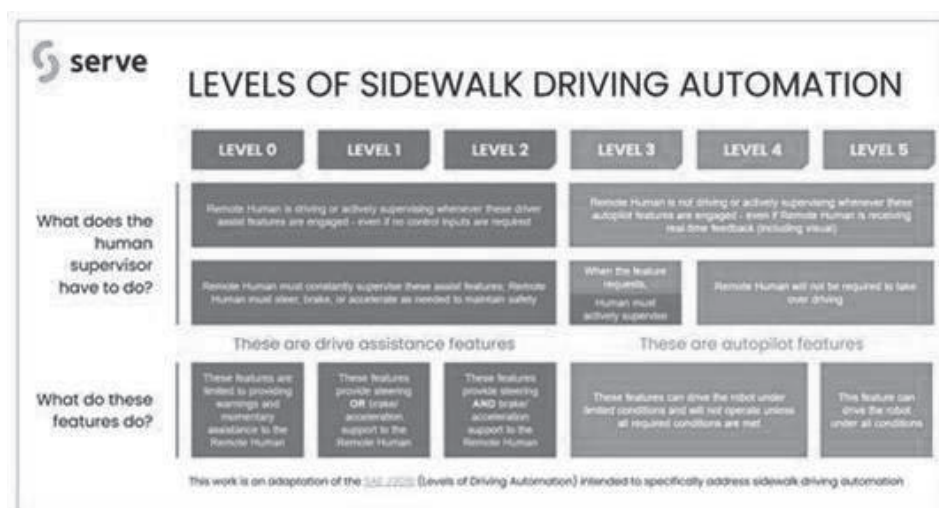 serve
LEVELS OF SIDEWALK DRIVING AUTOMATION
LEVEL 0
LEVEL 1
LEVEL 2
LEVEL 3
LEVEL 4
LEVEL 5
What does the
human
supervisor
have to do?
Remote Human is driving or actively supervising whenever these driver
assist features are engaged - even if no control inputs are required
Remote Human is not driving or actively supervising whenever these
autopilot features are engaged - even if Remote Human is receiving
real-time feedback (including visual)
Remote Human must constantly supervise these assist features; Remote
Human must steer, brake, or accelerate as needed to maintain safety
When the feature
requests,
Human must
actively supervise
Remote Human will not be required to take
over driving
These are drive assistance features
These are autopilot features
What do these
features do?
These features are
limited to providing
warnings and
momentary
assistance to the
Remote Human
These features
provide steering
OR brake/
acceleration
support to the
Remote Human
These features
provide steering
AND brake/
acceleration
support to the
Remote Human
These features can drive the robot under
limited conditions and will not operate unless
all required conditions are met
This feature can
drive the robot
under all conditions
This work is an adaptation of the SAE (Levels of Driving Automation) intended to specifically address sidewalk driving automation